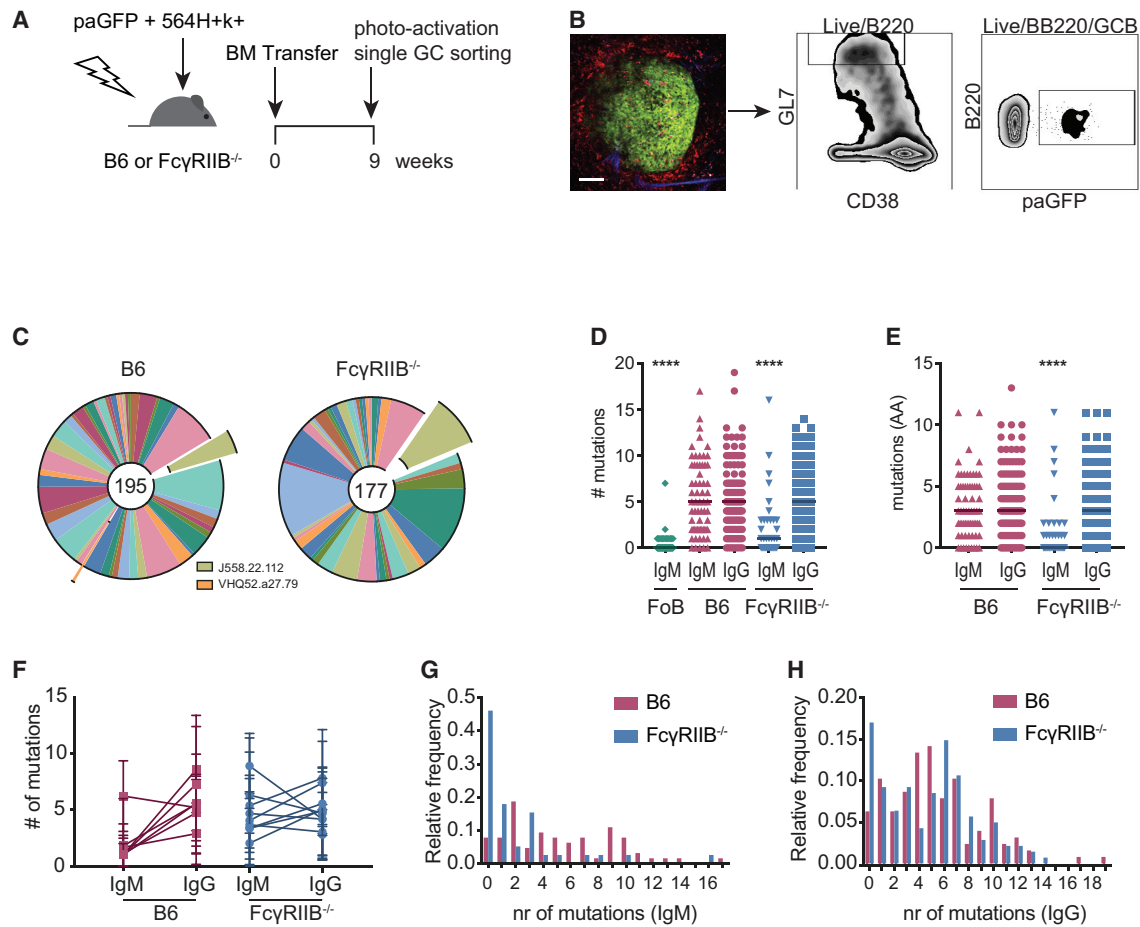 A
paGFP + 564H+k+
BM Transfer
photo-activation
single GC sorting
B6 or FcγRIIB-/-
0
9 weeks
B
Live/B220
GL7
CD38
Live/BB220/GCB
B220
paGFP
C
B6
195
FcγRIIB-/-
177
J558.22.112
VHQ52.a27.79
D
# mutations
20
15
10
5
0
****
****
IgM
IgM
IgG
IgM
IgG
FoB
B6
FcγRIIB-/-
E
mutations (AA)
15
10
5
0
****
IgM
IgG
IgM
IgG
B6
FcγRIIB-/-
F
# of mutations
15
10
5
0
IgM
IgG
IgM
IgG
B6
FcγRIIB-/-
G
Relative frequency
0.5
0.4
0.3
0.2
0.1
0.0
B6
FcγRIIB-/-
0 2 4 6 8 10 12 14 16
nr of mutations (IgM)
H
Relative frequency
0.20
0.15
0.10
0.05
0.00
B6
FcγRIIB-/-
0 2 4 6 8 10 12 14 16 18
nr of mutations (IgG)